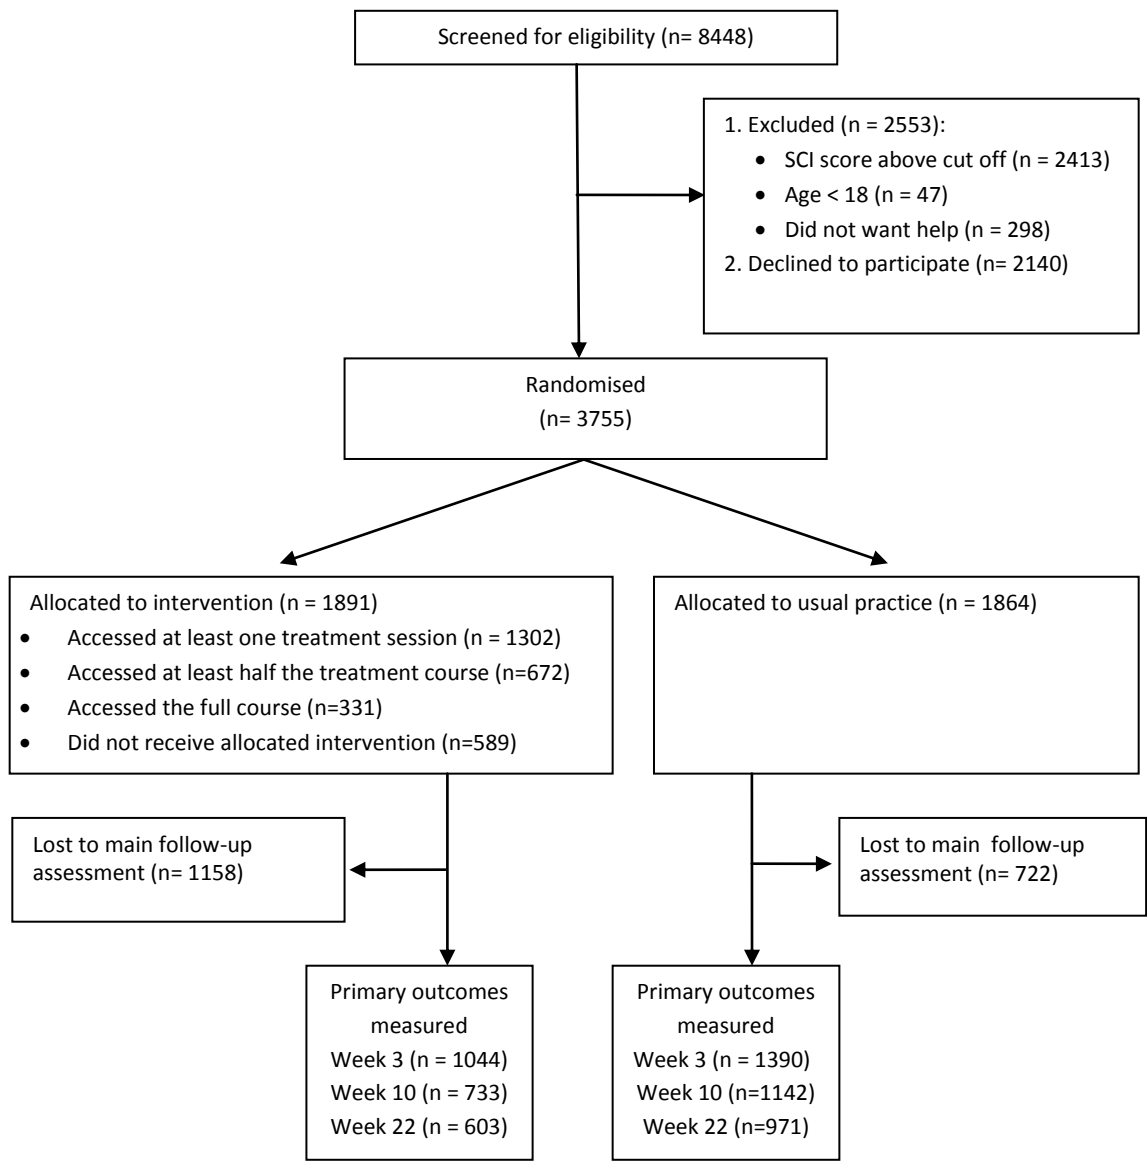 Screened for eligibility (n= 8448)
1. Excluded (n = 2553):
• SCI score above cut off (n = 2413)
• Age < 18 (n = 47)
• Did not want help (n = 298)
2. Declined to participate (n= 2140)
Randomised
(n= 3755)
Allocated to intervention (n = 1891)
• Accessed at least one treatment session (n = 1302)
• Accessed at least half the treatment course (n=672)
• Accessed the full course (n=331)
• Did not receive allocated intervention (n=589)
Allocated to usual practice (n = 1864)
Lost to main follow-up
assessment (n= 1158)
Lost to main follow-up
assessment (n= 722)
Primary outcomes
measured
Week 3 (n = 1044)
Week 10 (n = 733)
Week 22 (n = 603)
Primary outcomes
measured
Week 3 (n = 1390)
Week 10 (n=1142)
Week 22 (n=971)